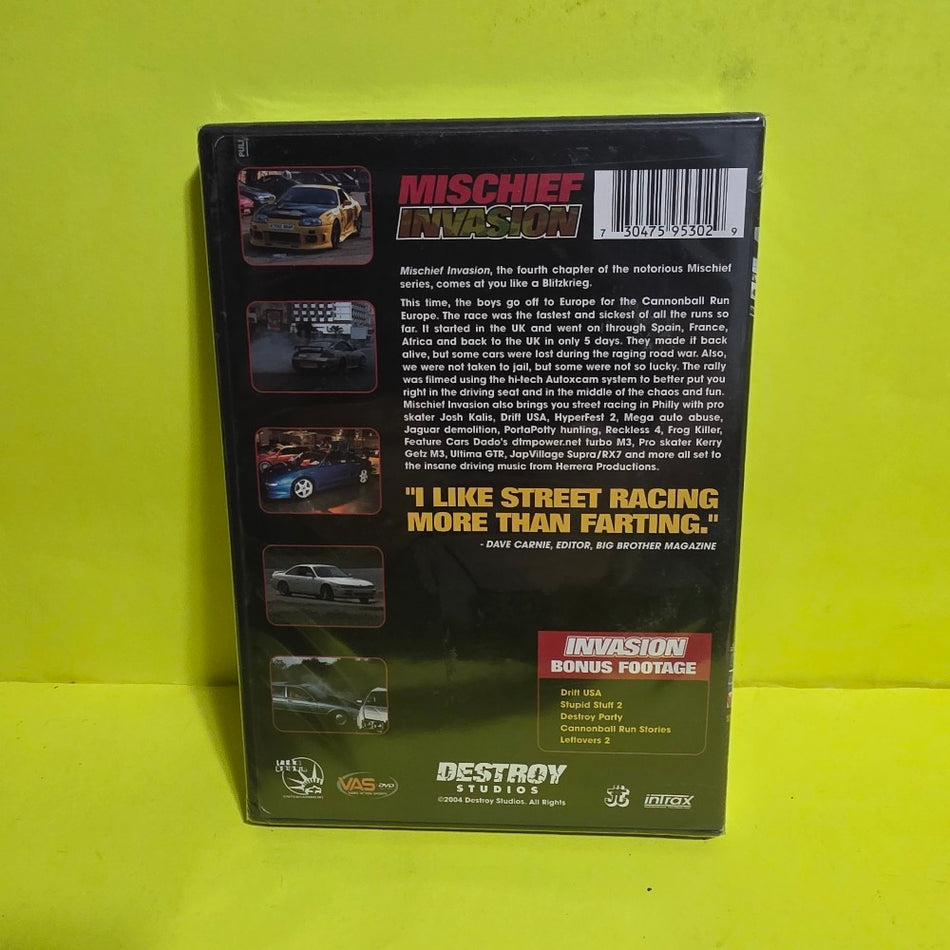 PULL
MISCHIEF
INVASION
7 30475 95302 9
Mischief Invasion, the fourth chapter of the notorious Mischief
series, comes at you like a Blitzkrieg.
This time, the boys go off to Europe for the Cannonball Run
Europe. The race was the fastest and sickest of all the runs so
far. It started in the UK and went on through Spain, France,
Africa and back to the UK in only 5 days. They made it back
alive, but some cars were lost during the raging road war. Also,
we were not taken to jail, but some were not so lucky. The rally
was filmed using the hi-tech Autoxcam system to better put you
right in the driving seat and in the middle of the chaos and fun.
Mischief Invasion also brings you street racing in Philly with pro
skater Josh Kalis, Drift USA, HyperFest 2, Mega auto abuse,
Jaguar demolition, PortaPotty hunting, Reckless 4, Frog Killer,
Feature Cars Dado's dtmpower.net turbo M3, Pro skater Kerry
Getz M3, Ultima GTR, JapVillage Supra/RX7 and more all set to
the insane driving music from Herrera Productions.
"I LIKE STREET RACING
MORE THAN FARTING."
- DAVE CARNIE, EDITOR, BIG BROTHER MAGAZINE
INVASION
BONUS FOOTAGE
Drift USA
Stupid Stuff 2
Destroy Party
Cannonball Run Stories
Leftovers 2
VAS DVD
DESTROY
STUDIOS
©2004 Destroy Studios. All Rights
intrax